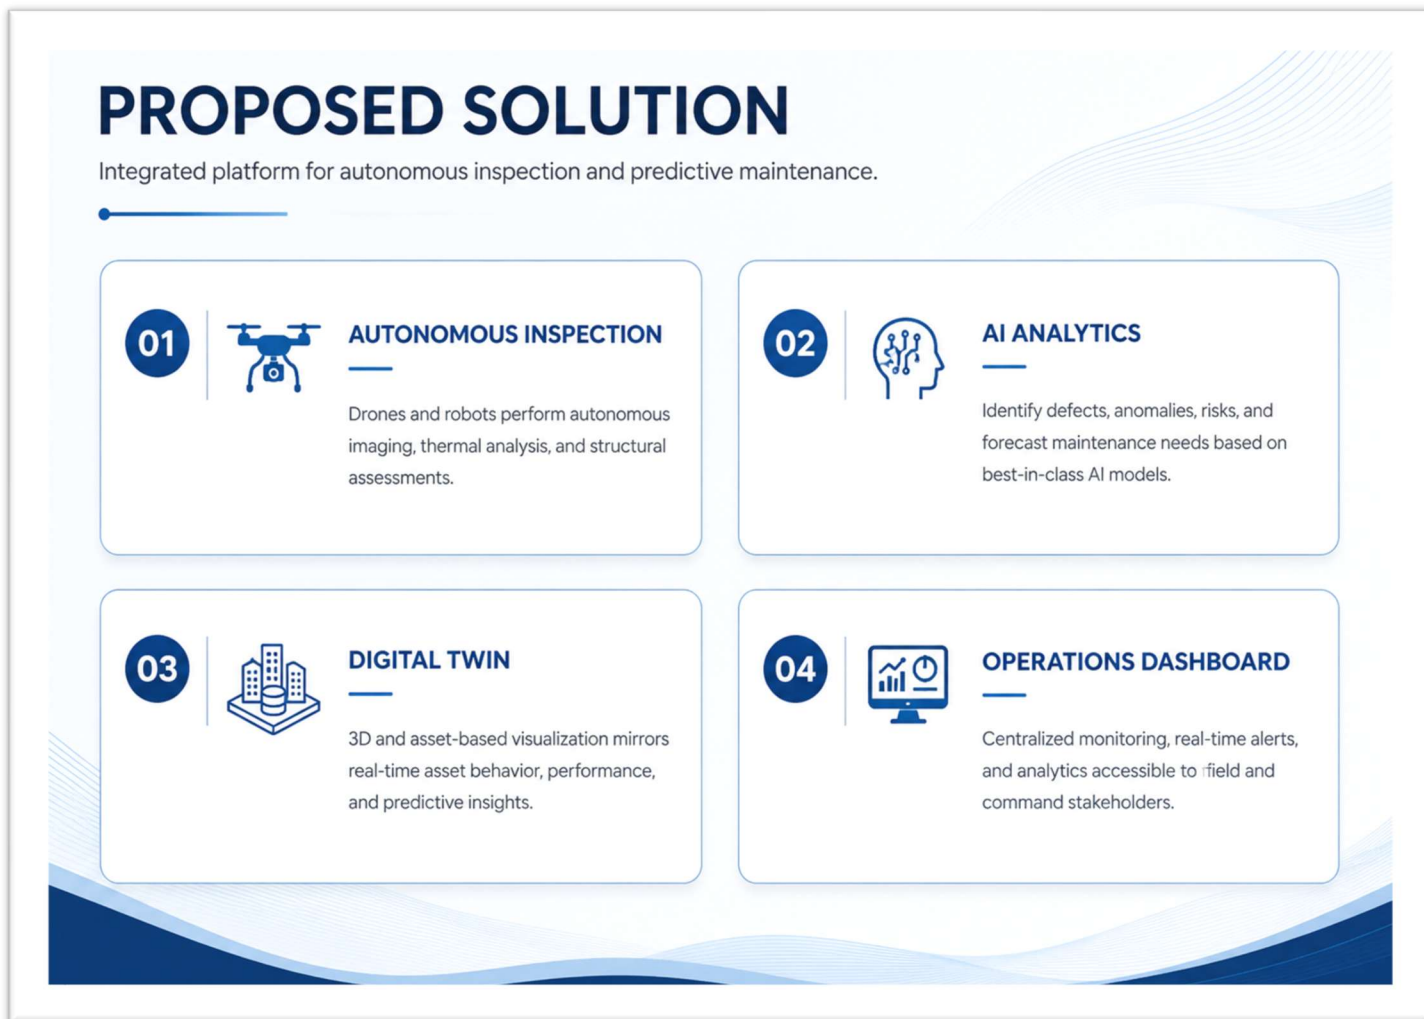 PROPOSED SOLUTION
Integrated platform for autonomous inspection and predictive maintenance.
01
AUTONOMOUS INSPECTION
Drones and robots perform autonomous
imaging, thermal analysis, and structural
assessments.
02
AI ANALYTICS
Identify defects, anomalies, risks, and
forecast maintenance needs based on
best-in-class AI models.
03
DIGITAL TWIN
3D and asset-based visualization mirrors
real-time asset behavior, performance,
and predictive insights.
04
OPERATIONS DASHBOARD
Centralized monitoring, real-time alerts,
and analytics accessible to field and
command stakeholders.